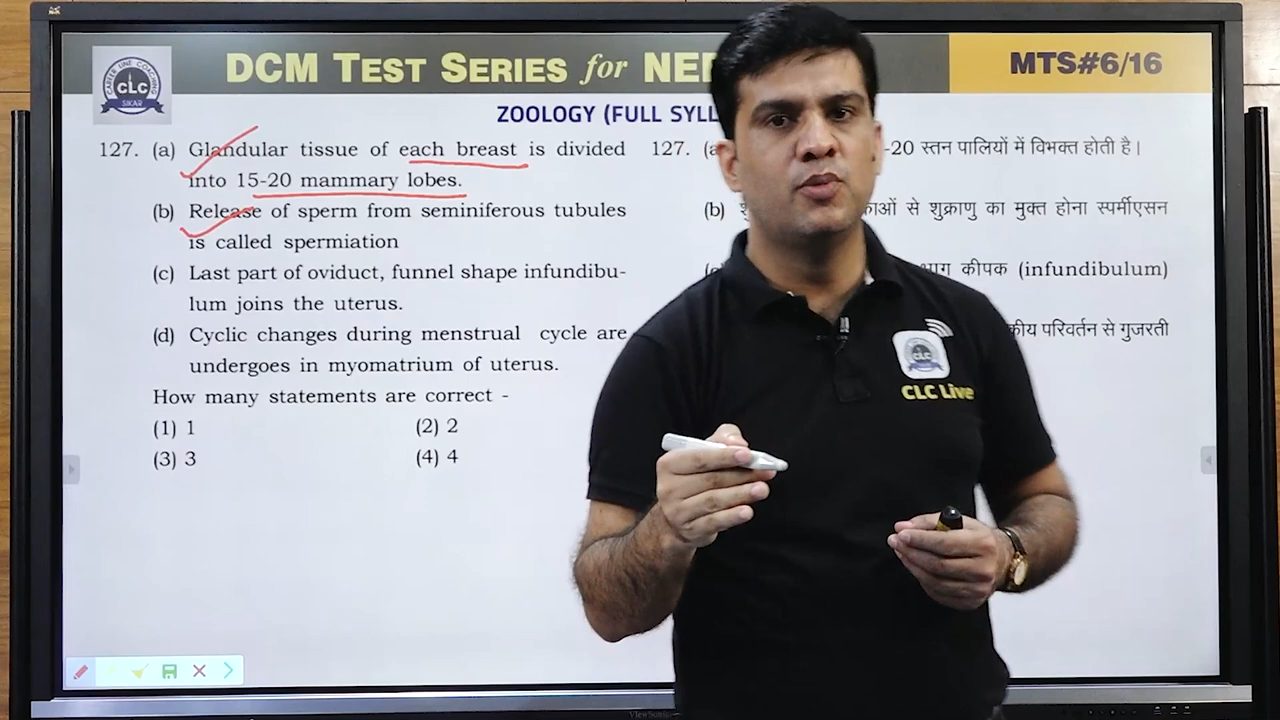 DCM TEST SERIES for
MTS#6/16
CLC
SIKAR
ZOOLOGY (FULL
127. (a) Glandular tissue of each breast is divided
into 15-20 mammary lobes.
(b) Release of sperm from seminiferous tubules
is called spermiation
(c) Last part of oviduct, funnel shape infundibu-
lum joins the uterus.
(d) Cyclic changes during menstrual cycle are
undergoes in myomatrium of uterus.
How many statements are correct -
(1) 1 (2) 2
(3) 3 (4) 4
127.
-20 स्तन पालियों में विभक्त होती है।
(b) से शुक्राणु का मुक्त होना स्पर्मीएसन
कीपक (infundibulum)
परिवर्तन से गुजरती
CLC
CLC Live